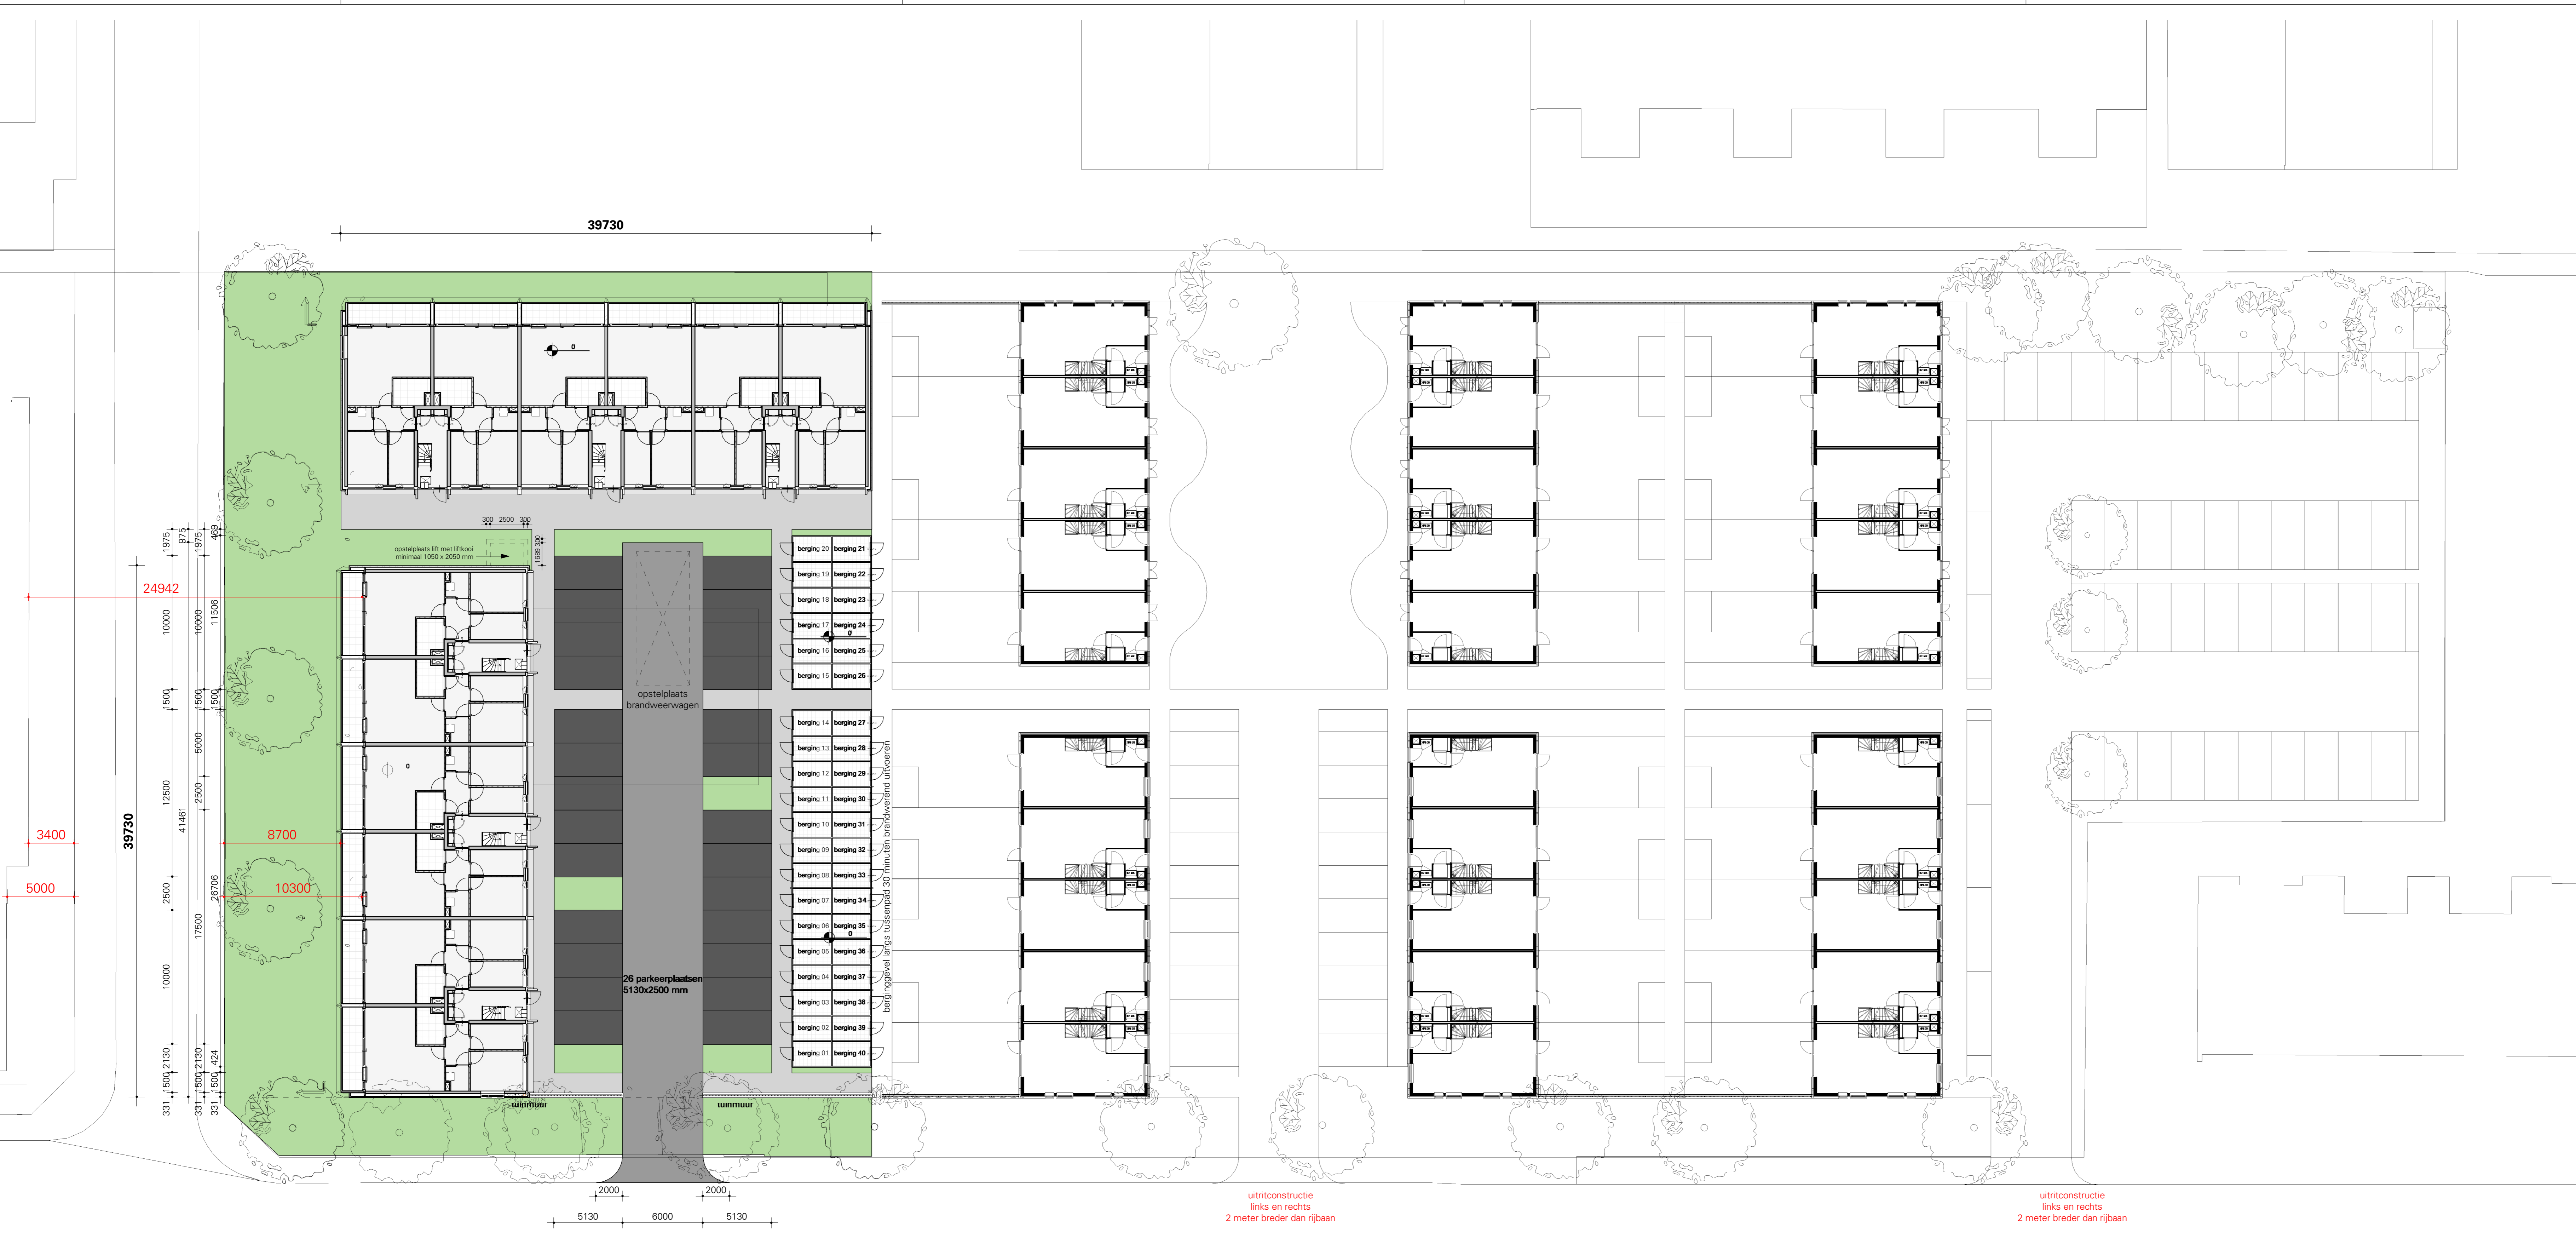 39730
0
300 2500 300
opstelplaats lift met liftkooi
minimaal 1050 x 2050 mm
1689 300
1975
975
1975
469
24942
10000
10000
11506
1500
1500
1500
5000
12500
2500
41461
39730
3400
8700
5000
10300
2500
26706
17500
10000
2130
2130
424
1500
1500
1500
331
331
331
0
opstelplaats
brandweerwagen
26 parkeerplaatsen
5130x2500 mm
berging 20 berging 21
berging 19 berging 22
berging 18 berging 23
berging 17 berging 24
0
berging 16 berging 25
berging 15 berging 26
berging 14 berging 27
berging 13 berging 28
berging 12 berging 29
berging 11 berging 30
berging 10 berging 31
berging 09 berging 32
berging 08 berging 33
berging 07 berging 34
berging 06 berging 35
0
berging 05 berging 36
berging 04 berging 37
berging 03 berging 38
berging 02 berging 39
berging 01 berging 40
berginggevel langs tussenpad 30 minuten brandwerend uitvoeren
tuinmuur
tuinmuur
2000
2000
5130
6000
5130
uitritconstructie
links en rechts
2 meter breder dan rijbaan
uitritconstructie
links en rechts
2 meter breder dan rijbaan